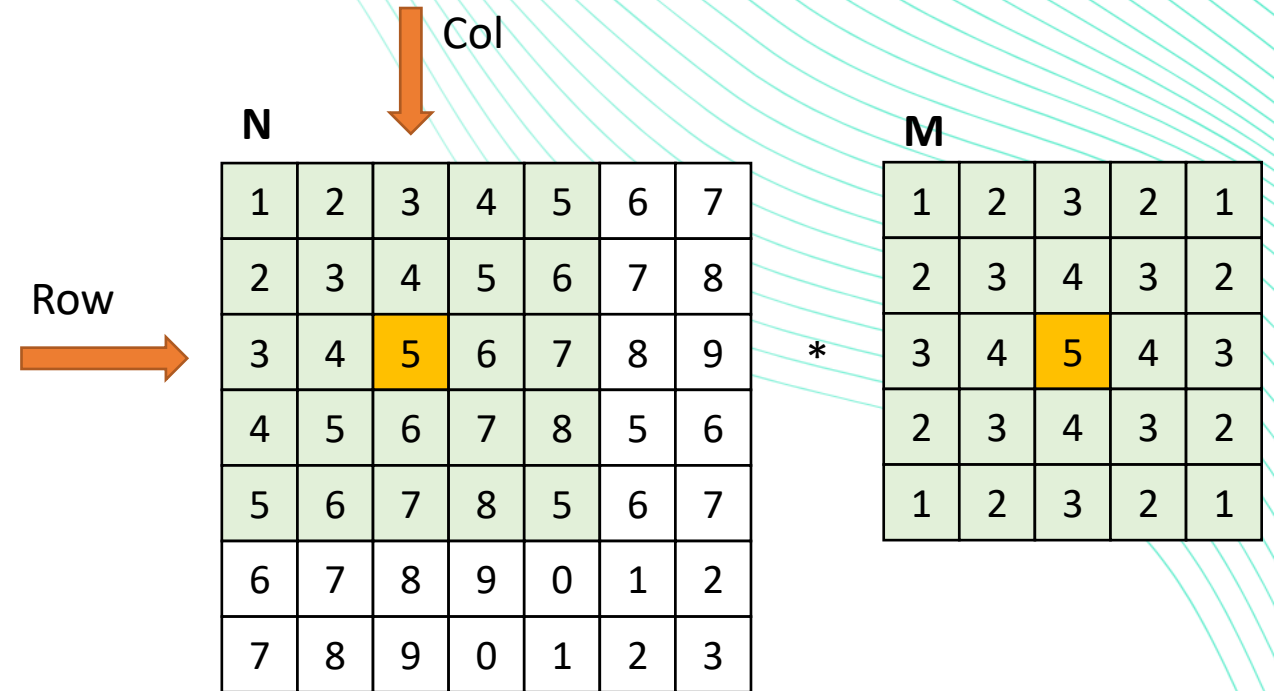 Col
N
M
1 2 3 4 5 6 7
1 2 3 2 1
2 3 4 5 6 7 8
2 3 4 3 2
Row
3 4 5 6 7 8 9
*
3 4 5 4 3
4 5 6 7 8 5 6
2 3 4 3 2
5 6 7 8 5 6 7
1 2 3 2 1
6 7 8 9 0 1 2
7 8 9 0 1 2 3